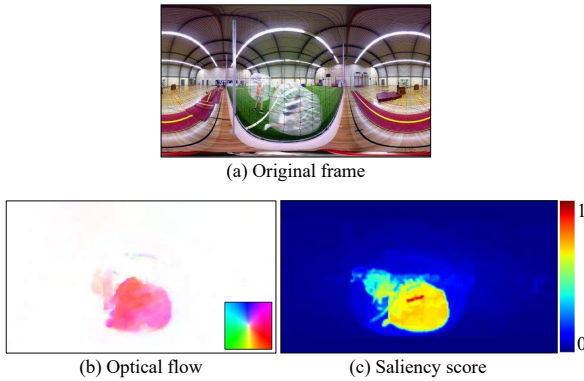 (a) Original frame
1
0
(b) Optical flow
(c) Saliency score